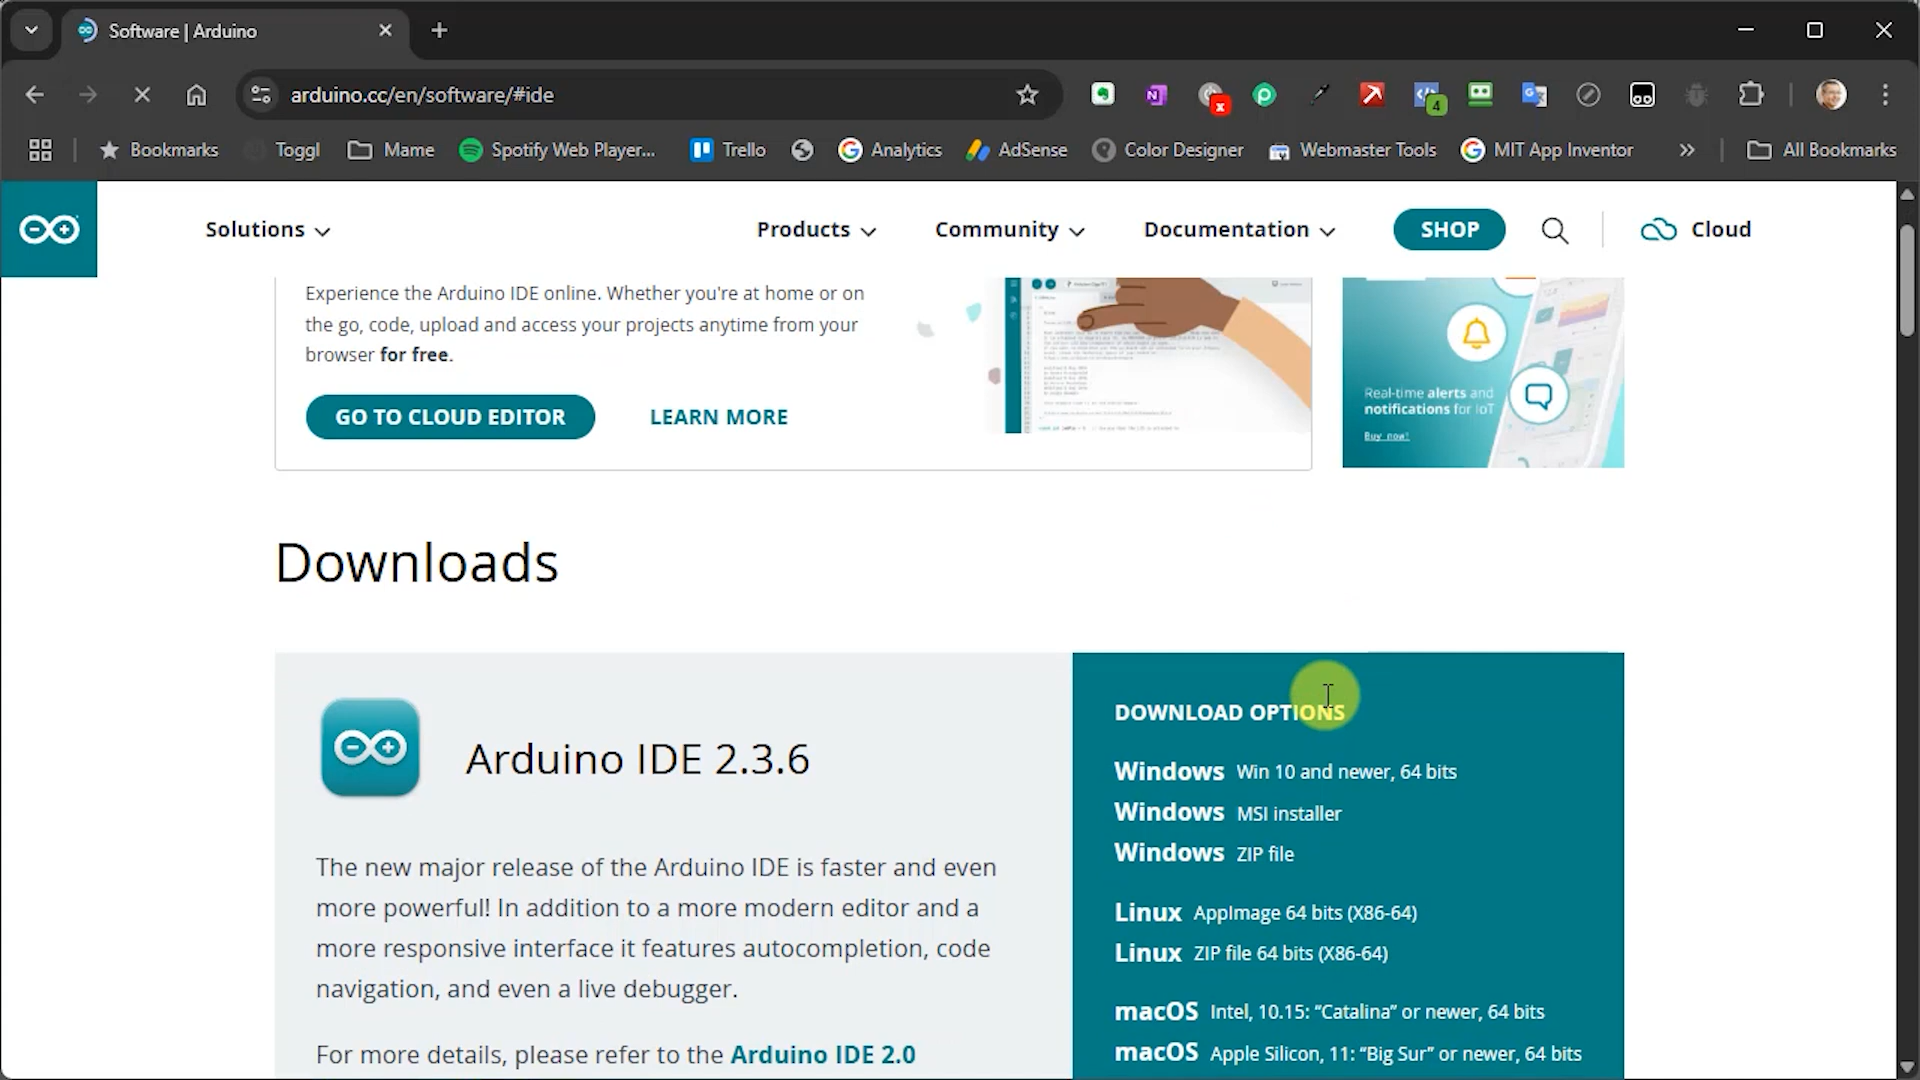 Software | Arduino
arduino.cc/en/software/#ide
x
4
Bookmarks
Toggl
Mame
Spotify Web Player...
Trello
Analytics
AdSense
Color Designer
Webmaster Tools
MIT App Inventor
All Bookmarks
Solutions
Products
Community
Documentation
SHOP
Cloud
Experience the Arduino IDE online. Whether you're at home or on
the go, code, upload and access your projects anytime from your
browser for free.
GO TO CLOUD EDITOR
LEARN MORE
Real-time alerts and
notifications for IoT
Buy now!
Downloads
Arduino IDE 2.3.6
The new major release of the Arduino IDE is faster and even
more powerful! In addition to a more modern editor and a
more responsive interface it features autocompletion, code
navigation, and even a live debugger.
For more details, please refer to the Arduino IDE 2.0
DOWNLOAD OPTIONS
Windows Win 10 and newer, 64 bits
Windows MSI installer
Windows ZIP file
Linux AppImage 64 bits (X86-64)
Linux ZIP file 64 bits (X86-64)
macOS Intel, 10.15: “Catalina” or newer, 64 bits
macOS Apple Silicon, 11: “Big Sur” or newer, 64 bits